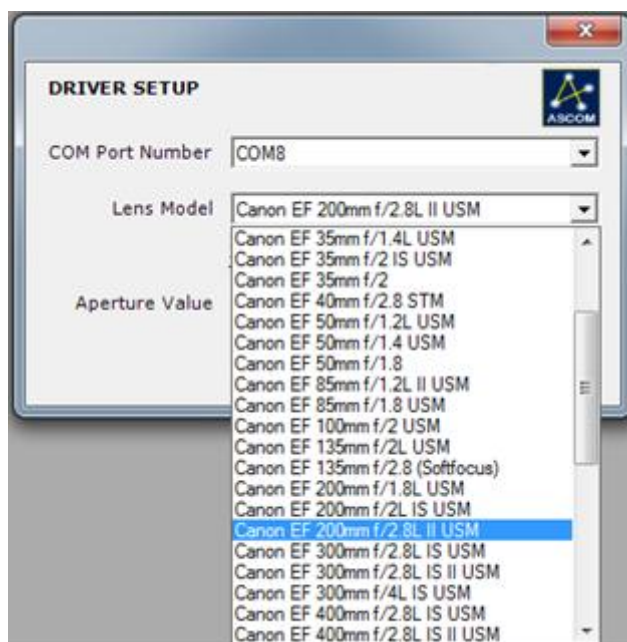 DRIVER SETUP
ASCOM
COM Port Number COM8
Lens Model Canon EF 200mm f/2.8L II USM
Canon EF 35mm f/1.4L USM
Canon EF 35mm f/2 IS USM
Canon EF 35mm f/2
Aperture Value Canon EF 40mm f/2.8 STM
Canon EF 50mm f/1.2L USM
Canon EF 50mm f/1.4 USM
Canon EF 50mm f/1.8
Canon EF 85mm f/1.2L II USM
Canon EF 85mm f/1.8 USM
Canon EF 100mm f/2 USM
Canon EF 135mm f/2L USM
Canon EF 135mm f/2.8 (Softfocus)
Canon EF 200mm f/1.8L USM
Canon EF 200mm f/2L IS USM
Canon EF 200mm f/2.8L II USM
Canon EF 300mm f/2.8L IS USM
Canon EF 300mm f/2.8L IS II USM
Canon EF 300mm f/4L IS USM
Canon EF 400mm f/2.8L IS USM
Canon EF 400mm f/2.8L IS II USM